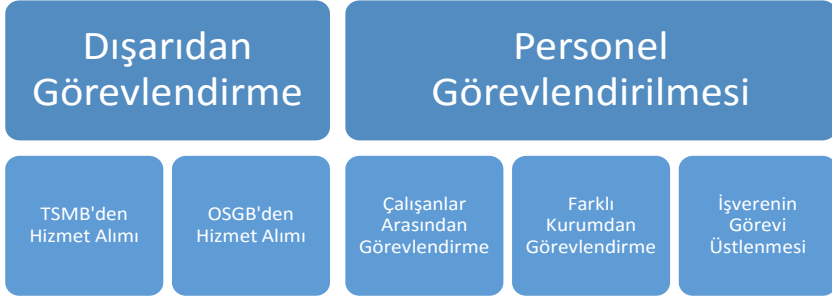 Dışarıdan
Görevlendirme
Personel
Görevlendirilmesi
TSMB'den
Hizmet Alımı
OSGB'den
Hizmet Alımı
Çalışanlar
Arasından
Görevlendirme
Farklı
Kurumdan
Görevlendirme
İşverenin
Görevi
Üstlenmesi